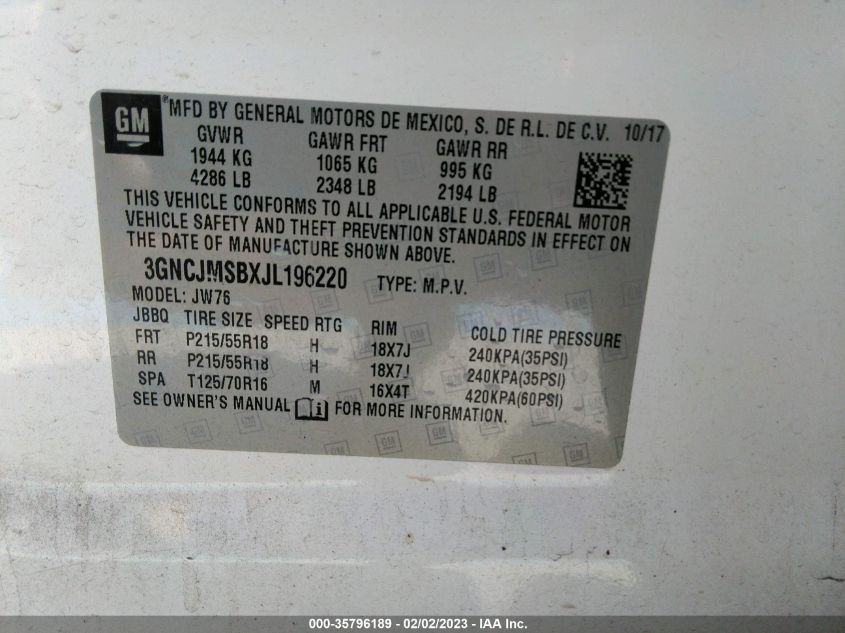 GM
MFD BY GENERAL MOTORS DE MEXICO, S. DE R.L. DE C.V. 10/17
GVWR GAWR FRT GAWR RR
1944 KG 1065 KG 995 KG
4286 LB 2348 LB 2194 LB
THIS VEHICLE CONFORMS TO ALL APPLICABLE U.S. FEDERAL MOTOR
VEHICLE SAFETY AND THEFT PREVENTION STANDARDS IN EFFECT ON
THE DATE OF MANUFACTURE SHOWN ABOVE.
3GNCJMSBXJL196220 TYPE: M.P.V.
MODEL: JW76
JBBQ TIRE SIZE SPEED RTG RIM COLD TIRE PRESSURE
FRT P215/55R18 H 18X7J 240KPA(35PSI)
RR P215/55R18 H 18X7J 240KPA(35PSI)
SPA T125/70R16 M 16X4T 420KPA(60PSI)
SEE OWNER'S MANUAL FOR MORE INFORMATION.
000-35796189 - 02/02/2023 - IAA Inc.